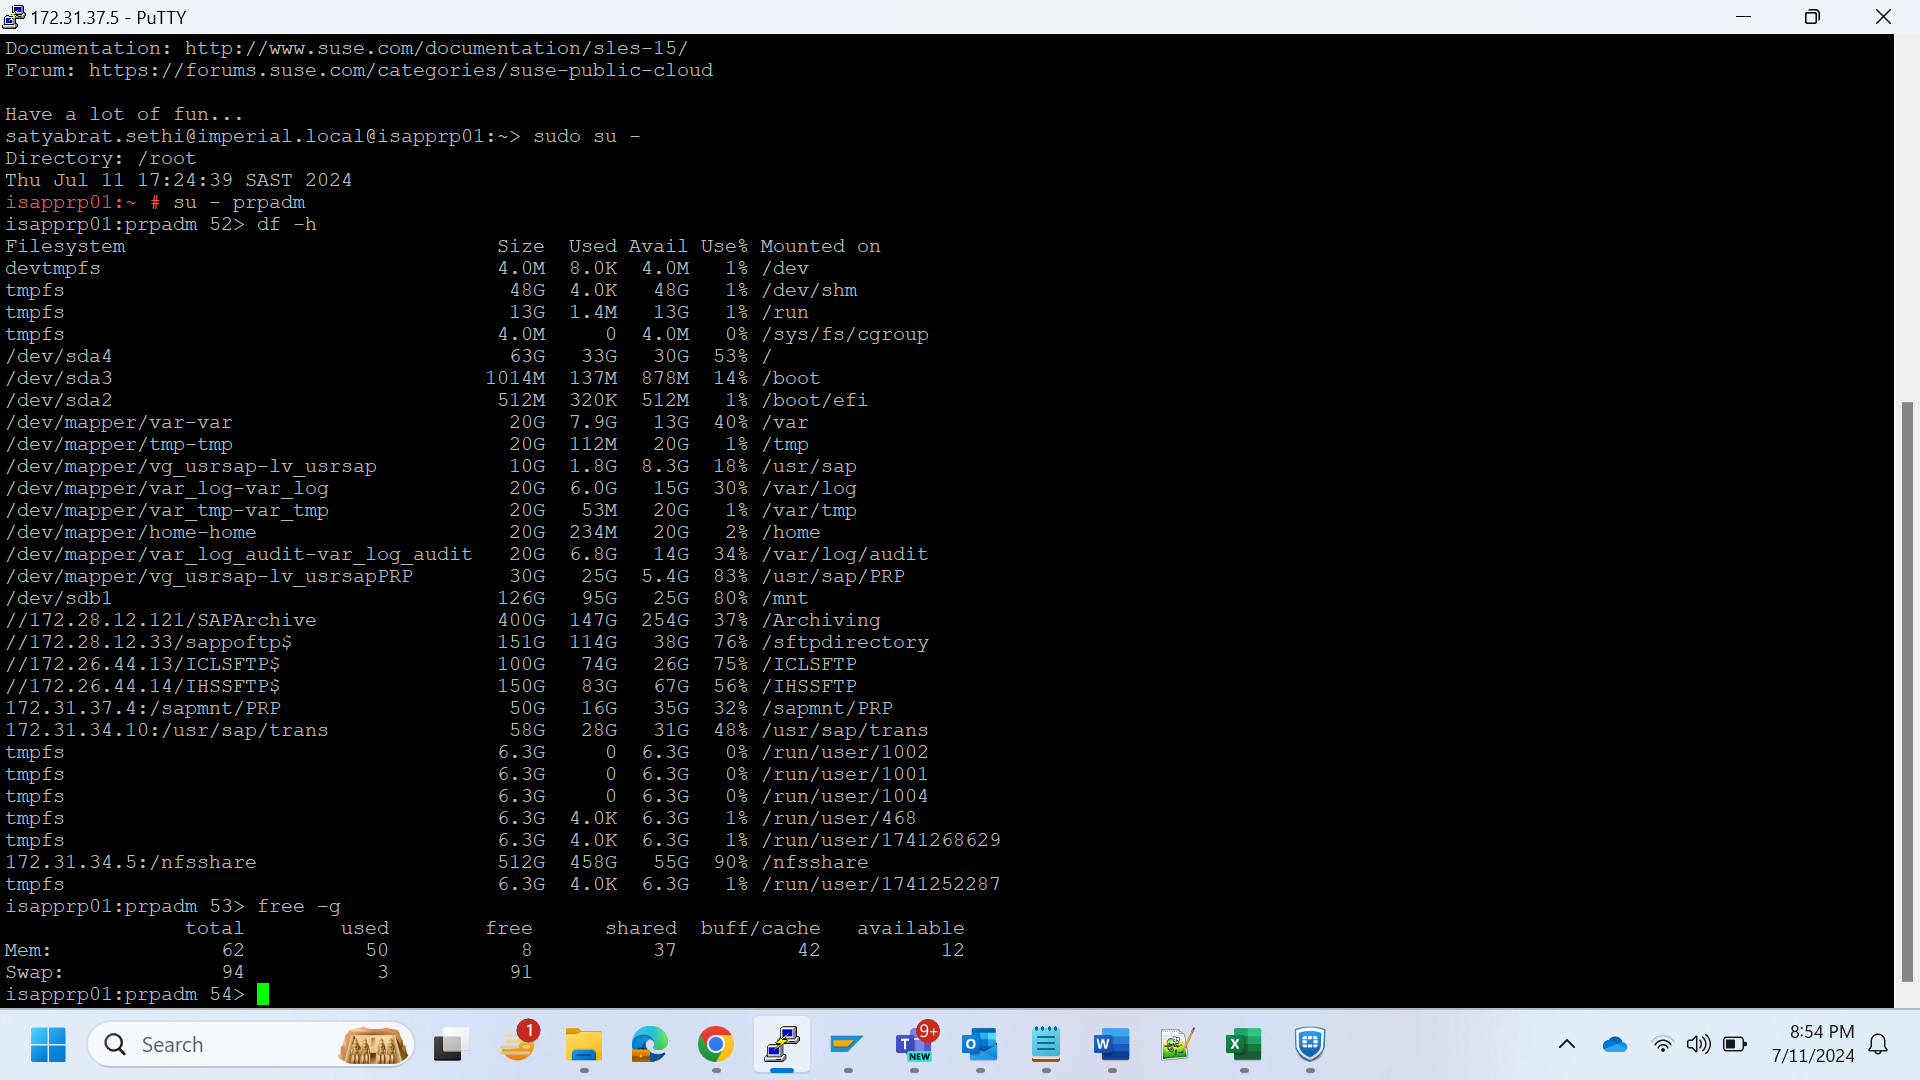 172.31.37.5 - PuTTY
Documentation: http://www.suse.com/documentation/sles-15/
Forum: https://forums.suse.com/categories/suse-public-cloud
Have a lot of fun...
satyabrat.sethi@imperial.local@isapprp01:~> sudo su -
Directory: /root
Thu Jul 11 17:24:39 SAST 2024
isapprp01:~ # su - prpadm
isapprp01:prpadm 52> df -h
Filesystem Size Used Avail Use% Mounted on
devtmpfs 4.0M 8.0K 4.0M 1% /dev
tmpfs 48G 4.0K 48G 1% /dev/shm
tmpfs 13G 1.4M 13G 1% /run
tmpfs 4.0M 0 4.0M 0% /sys/fs/cgroup
/dev/sda4 63G 33G 30G 53% /
/dev/sda3 1014M 137M 878M 14% /boot
/dev/sda2 512M 320K 512M 1% /boot/efi
/dev/mapper/var-var 20G 7.9G 13G 40% /var
/dev/mapper/tmp-tmp 20G 112M 20G 1% /tmp
/dev/mapper/vg_usrsap-lv_usrsap 10G 1.8G 8.3G 18% /usr/sap
/dev/mapper/var_log-var_log 20G 6.0G 15G 30% /var/log
/dev/mapper/var_tmp-var_tmp 20G 53M 20G 1% /var/tmp
/dev/mapper/home-home 20G 234M 20G 2% /home
/dev/mapper/var_log_audit-var_log_audit 20G 6.8G 14G 34% /var/log/audit
/dev/mapper/vg_usrsap-lv_usrsapPRP 30G 25G 5.4G 83% /usr/sap/PRP
/dev/sdb1 126G 95G 25G 80% /mnt
//172.28.12.121/SAPArchive 400G 147G 254G 37% /Archiving
//172.28.12.33/sappoftp$ 151G 114G 38G 76% /sftpdirectory
//172.26.44.13/ICLSFTP$ 100G 74G 26G 75% /ICLSFTP
//172.26.44.14/IHSSFTP$ 150G 83G 67G 56% /IHSSFTP
172.31.37.4:/sapmnt/PRP 50G 16G 35G 32% /sapmnt/PRP
172.31.34.10:/usr/sap/trans 58G 28G 31G 48% /usr/sap/trans
tmpfs 6.3G 0 6.3G 0% /run/user/1002
tmpfs 6.3G 0 6.3G 0% /run/user/1001
tmpfs 6.3G 0 6.3G 0% /run/user/1004
tmpfs 6.3G 4.0K 6.3G 1% /run/user/468
tmpfs 6.3G 4.0K 6.3G 1% /run/user/1741268629
172.31.34.5:/nfsshare 512G 458G 55G 90% /nfsshare
tmpfs 6.3G 4.0K 6.3G 1% /run/user/1741252287
isapprp01:prpadm 53> free -g
total used free shared buff/cache available
Mem: 62 50 8 37 42 12
Swap: 94 3 91
isapprp01:prpadm 54>
Search
1
9+
T
NEW
O
W
X
8:54 PM
7/11/2024